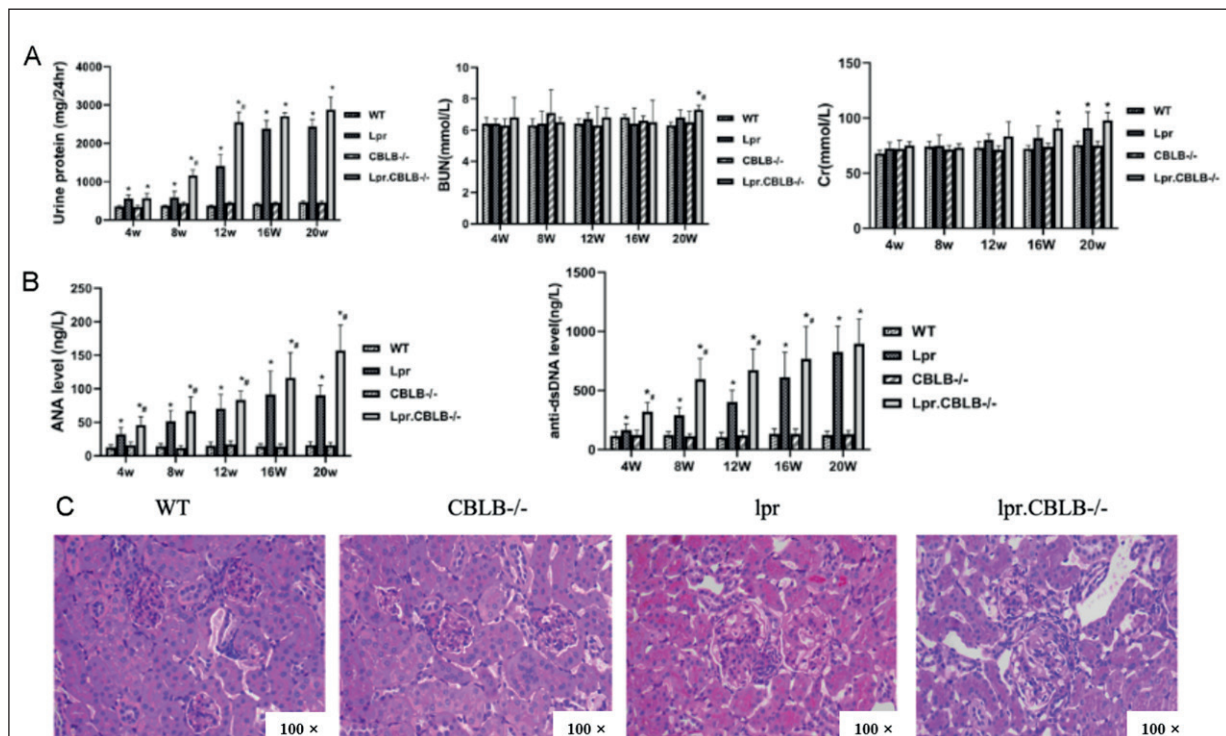 A
Urine protein (mg/24hr)
4000
3000
2000
1000
0
4w 8w 12w 16W 20w
* * * *# * *# * * * *
WT
Lpr
CBLB-/-
Lpr.CBLB-/-
BUN(mmol/L)
10
8
6
4
2
0
4W 8W 12W 16W 20W
*#
WT
Lpr
CBLB-/-
Lpr.CBLB-/-
Cr(mmol/L)
150
100
50
0
4w 8w 12w 16W 20w
* * *
WT
Lpr
CBLB-/-
Lpr.CBLB-/-
B
ANA level (ng/L)
250
200
150
100
50
0
4w 8w 12w 16W 20w
* *# * *# * *# * *# * *#
WT
Lpr
CBLB-/-
Lpr.CBLB-/-
anti-dsDNA level(ng/L)
1500
1000
500
0
4W 8W 12W 16W 20W
* *# * *# * *# * *# * *
WT
Lpr
CBLB-/-
Lpr.CBLB-/-
C
WT CBLB-/- lpr lpr.CBLB-/-
100 × 100 × 100 × 100 ×